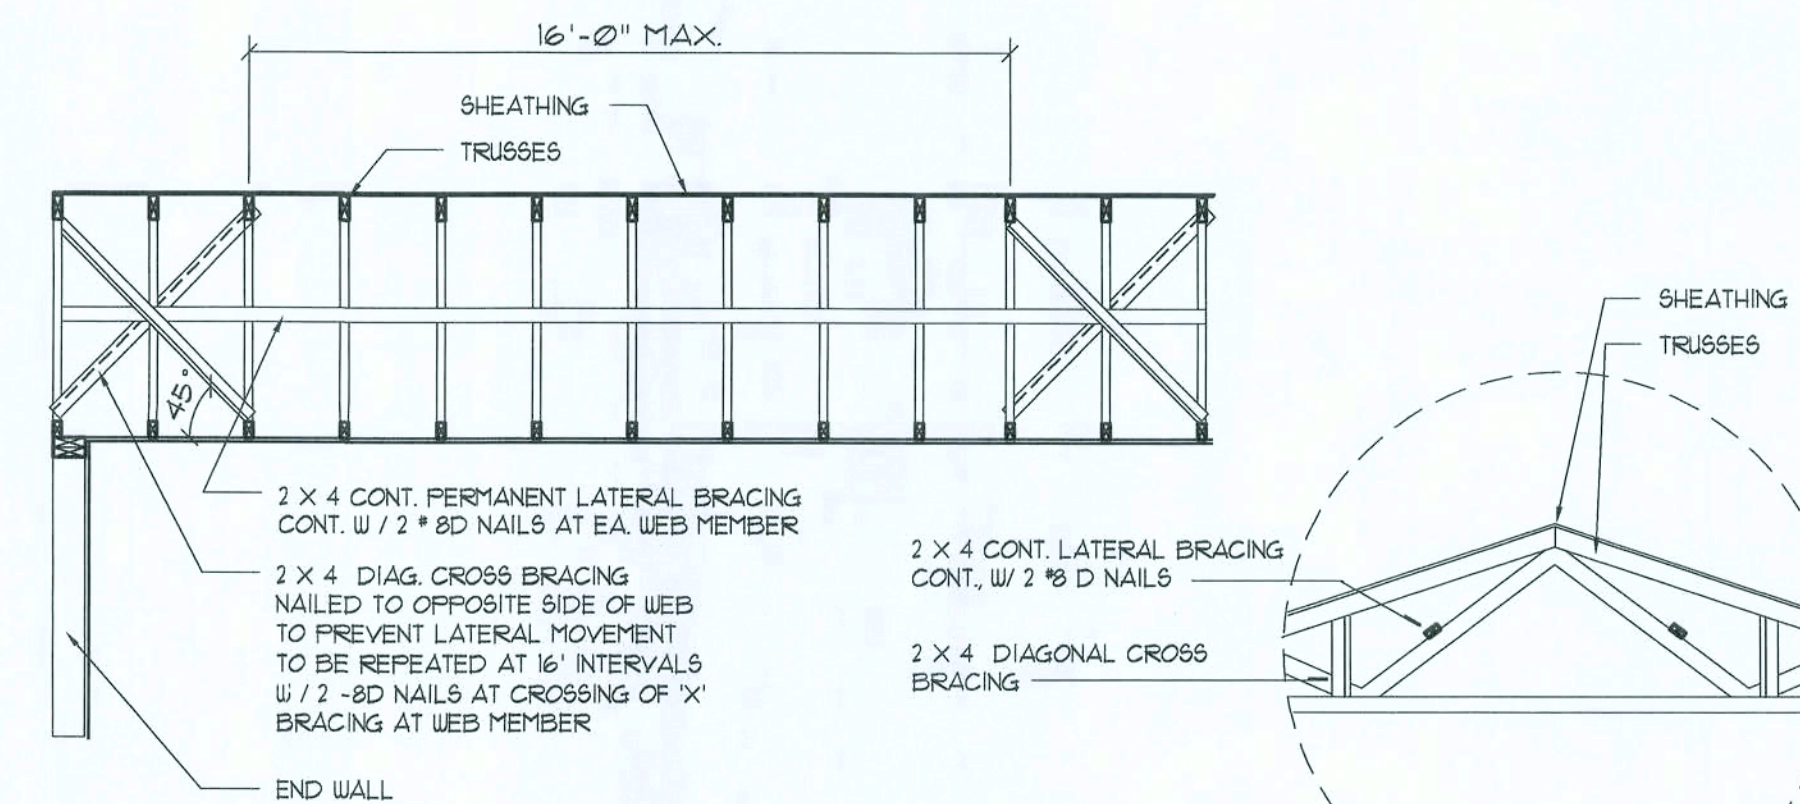 16'-0" MAX.
SHEATHING
TRUSSES
45°
2 X 4 CONT. PERMANENT LATERAL BRACING
CONT. W / 2 # 8D NAILS AT EA. WEB MEMBER
2 X 4 DIAG. CROSS BRACING
NAILED TO OPPOSITE SIDE OF WEB
TO PREVENT LATERAL MOVEMENT
TO BE REPEATED AT 16' INTERVALS
W / 2 -8D NAILS AT CROSSING OF 'X'
BRACING AT WEB MEMBER
END WALL
SHEATHING
TRUSSES
2 X 4 CONT. LATERAL BRACING
CONT., W/ 2 #8 D NAILS
2 X 4 DIAGONAL CROSS
BRACING